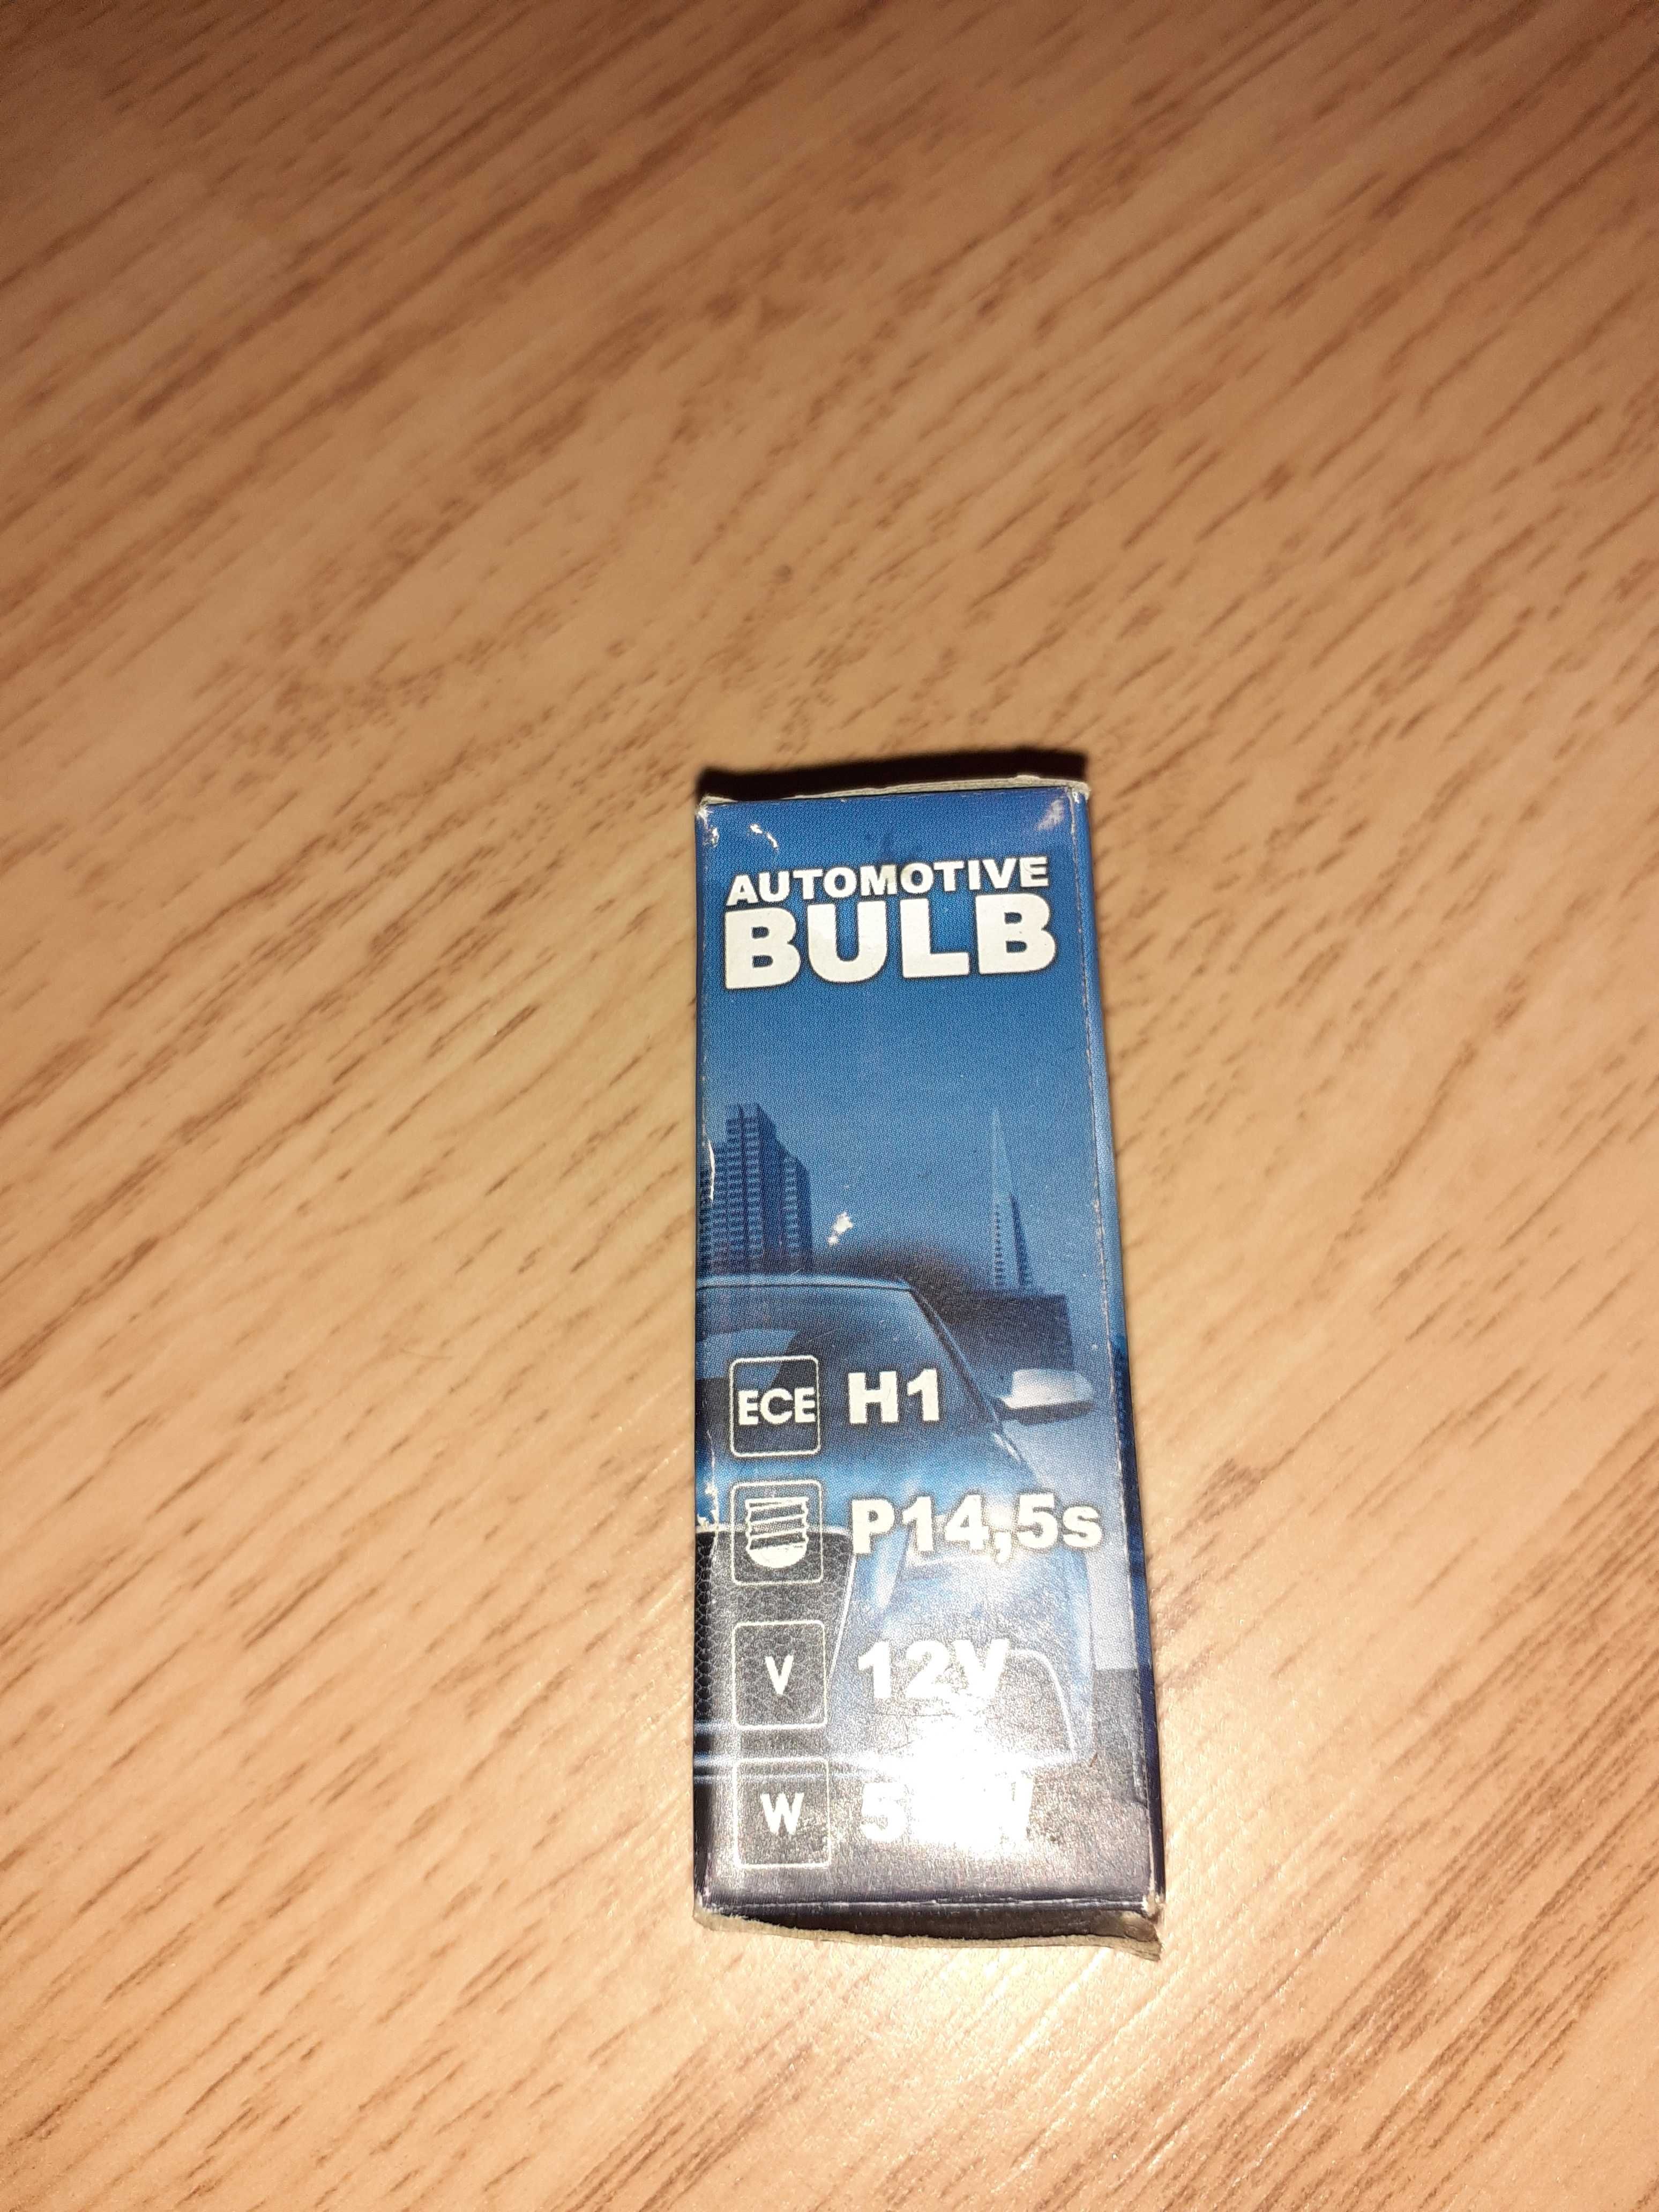 AUTOMOTIVE
BULB
ECE H1
P14,5s
V 12V
W